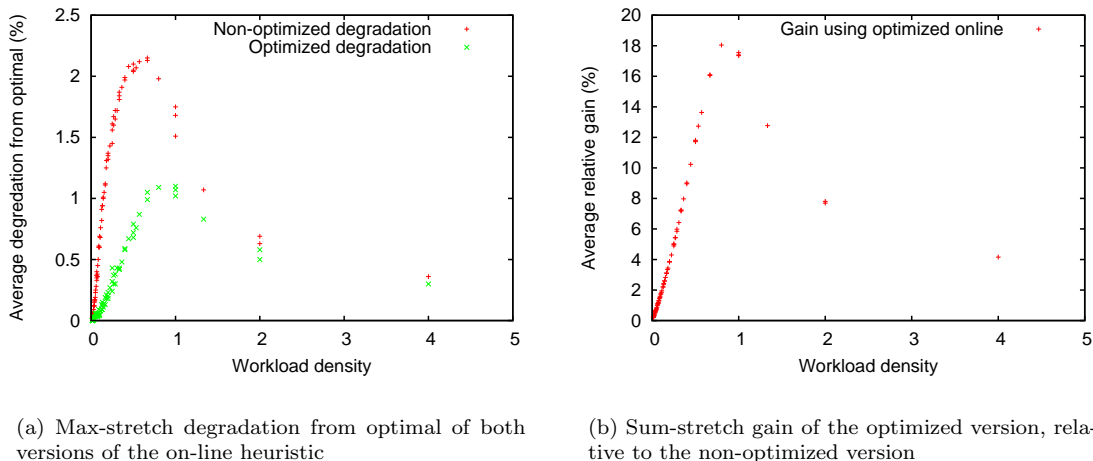 Average degredation from optimal (%)
2.5
2
1.5
1
0.5
0
0 1 2 3 4 5
Workload density
Non-optimized degradation
Optimized degradation
Average relative gain (%)
20
18
16
14
12
10
8
6
4
2
0
0 1 2 3 4 5
Workload density
Gain using optimized online
(a) Max-stretch degradation from optimal of both
versions of the on-line heuristic
(b) Sum-stretch gain of the optimized version, rela-
tive to the non-optimized version